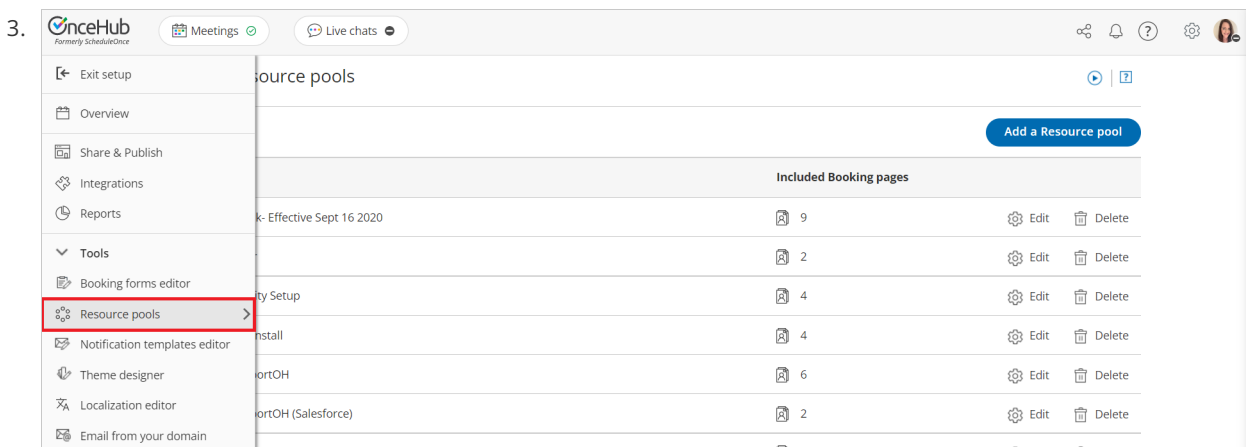 3.
OnceHub
Formerly ScheduleOnce
Meetings
Live chats
Exit setup
source pools
Overview
Add a Resource pool
Share & Publish
Integrations
Included Booking pages
Reports
k- Effective Sept 16 2020 9 Edit Delete
Tools
2 Edit Delete
Booking forms editor
ity Setup 4 Edit Delete
Resource pools
nstall 4 Edit Delete
Notification templates editor
Theme designer
portOH 6 Edit Delete
Localization editor
ortOH (Salesforce) 2 Edit Delete
Email from your domain